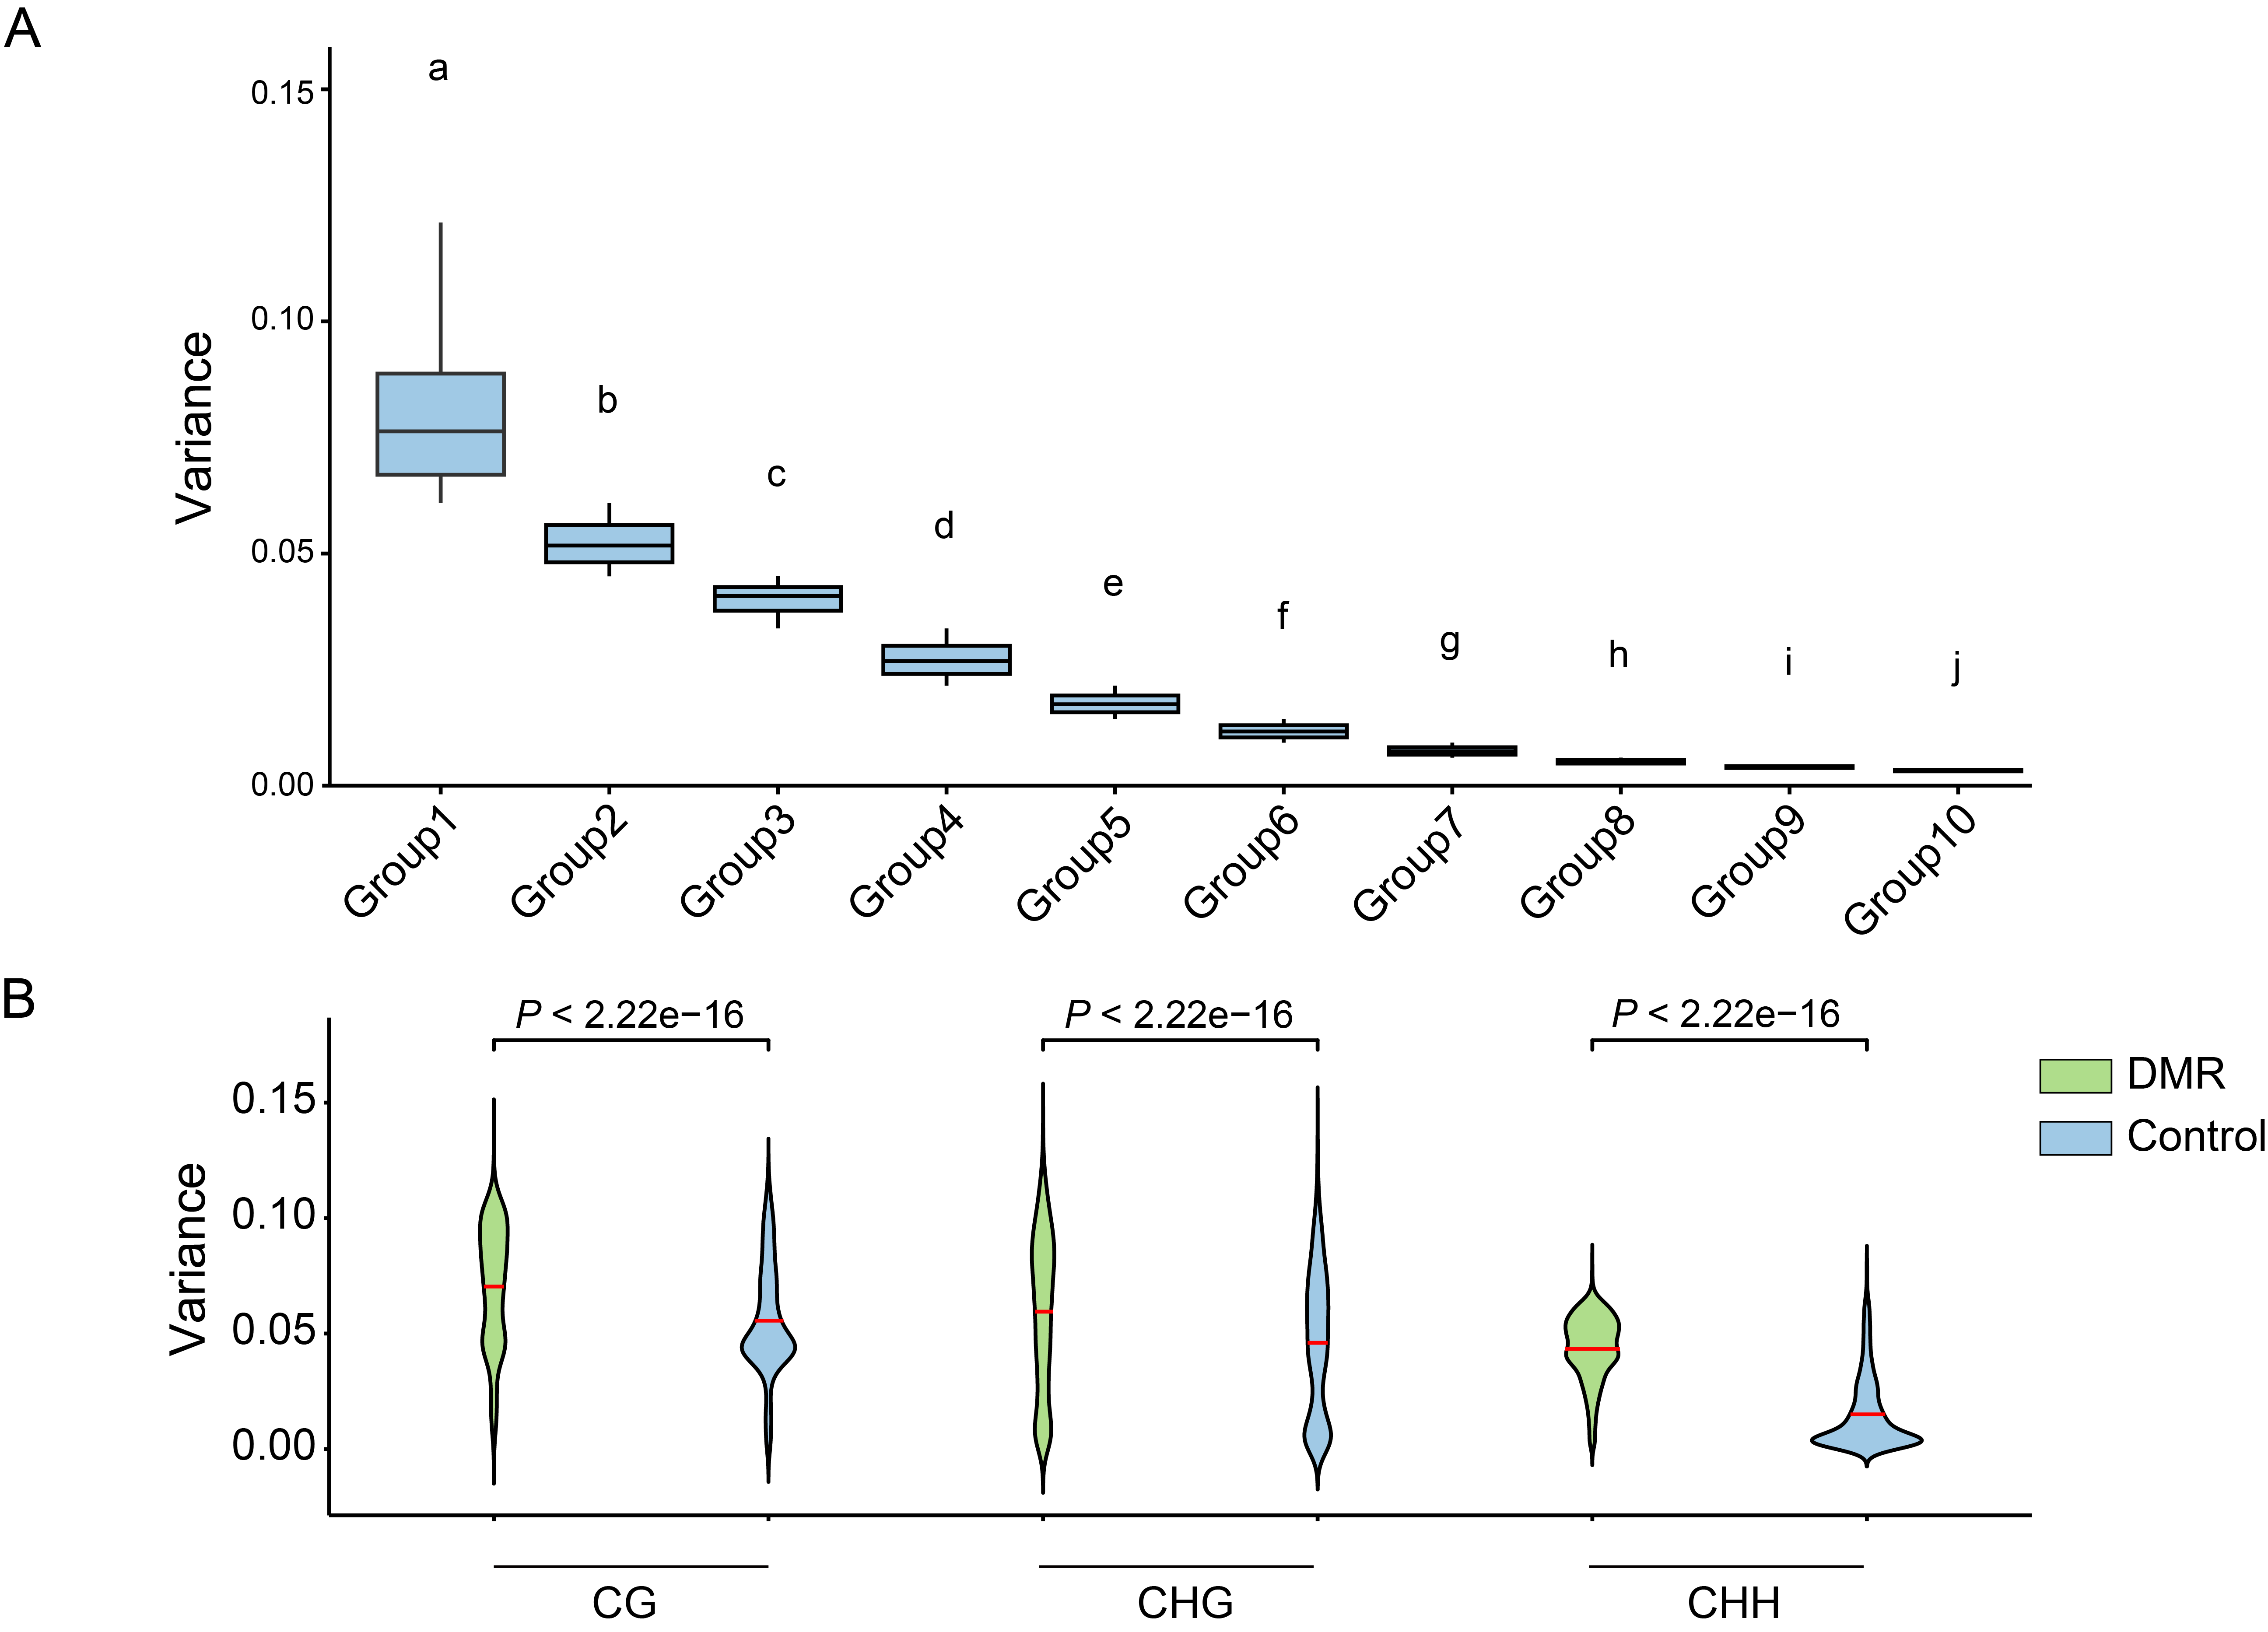 A
a
0.15
0.10
b
Variance
c
d
0.05
e
f
g
h
i
j
0.00
Group1
Group2
Group3
Group4
Group5
Group6
Group7
Group8
Group9
Group10
B
P < 2.22e−16
P < 2.22e−16
P < 2.22e−16
DMR
Control
0.15
0.10
Variance
0.05
0.00
CG
CHG
CHH